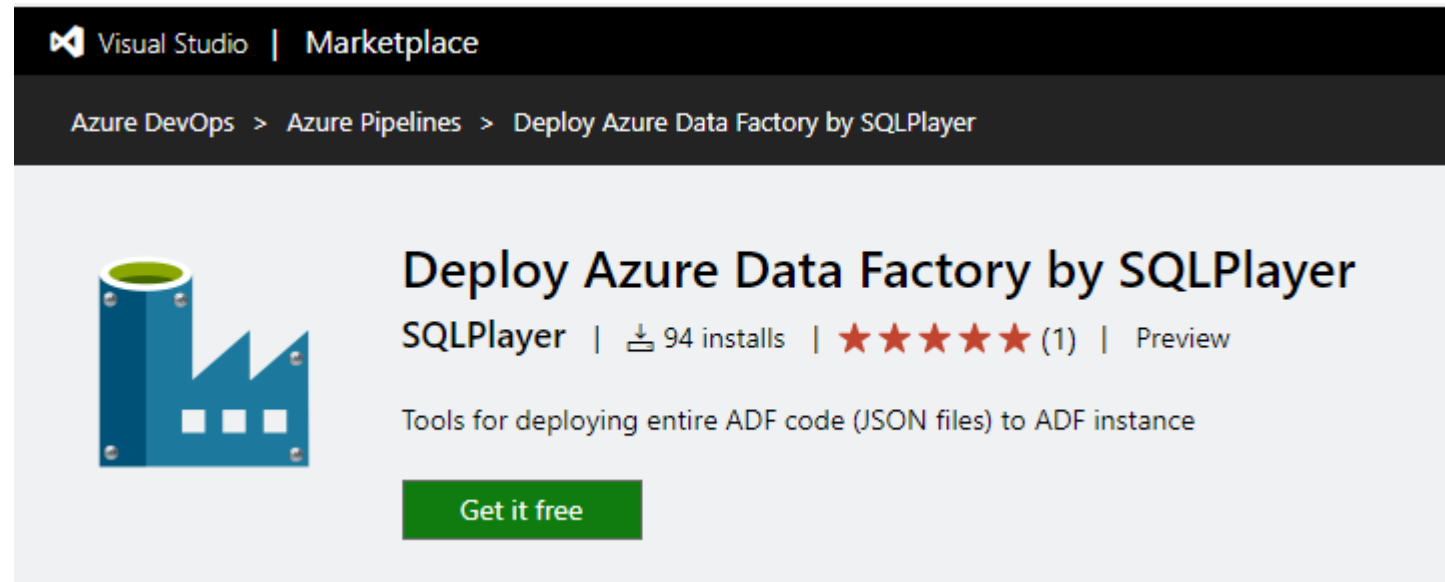 Visual Studio | Marketplace
Azure DevOps > Azure Pipelines > Deploy Azure Data Factory by SQLPlayer
Deploy Azure Data Factory by SQLPlayer
SQLPlayer | 94 installs | ★★★★★ (1) | Preview
Tools for deploying entire ADF code (JSON files) to ADF instance
Get it free